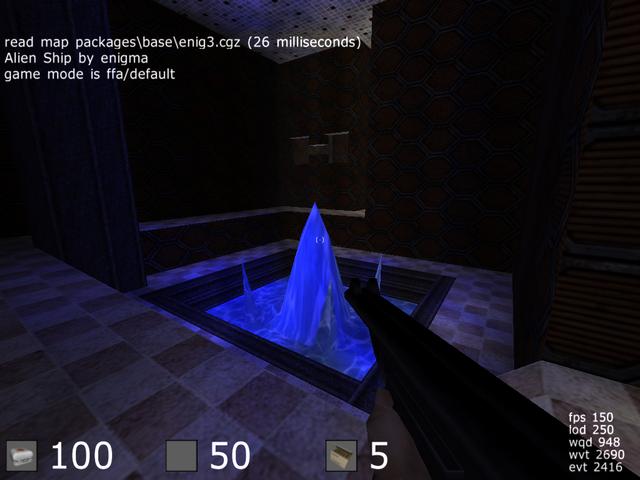 read map packages\base\enig3.cgz (26 milliseconds)
Alien Ship by enigma
game mode is ffa/default
fps 150
lod 250
wqd 948
wvt 2690
evt 2416
100 50 5